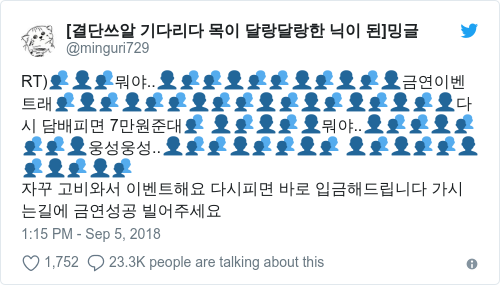 [결단쓰알 기다리다 목이 달랑달랑한 닉이 된]밍글
@minguri729
RT)👥👤👥뭐야..👤👥👥👤👥👤👥👤👥👤👥👤금연이벤
트래👥👤👥👤👥👤👥👤👥👤👥👤👥👤👥👤👥👤다
시 담배피면 7만원준대👥 👤👥👤👥👤뭐야..👤👥👤👥
👥👥👤웅성웅성..👤👥👥👤👥👥👤👥 👤👥👤👥👥👤
👥👤👥👤👥
자꾸 고비와서 이벤트해요 다시피면 바로 입금해드립니다 가시
는길에 금연성공 빌어주세요
1:15 PM - Sep 5, 2018
1,752 23.3K people are talking about this